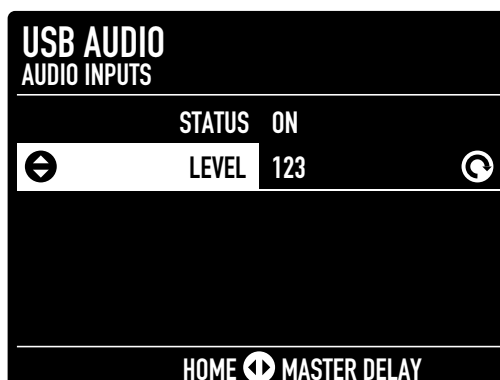 USB AUDIO
AUDIO INPUTS
STATUS ON
LEVEL 123
HOME MASTER DELAY